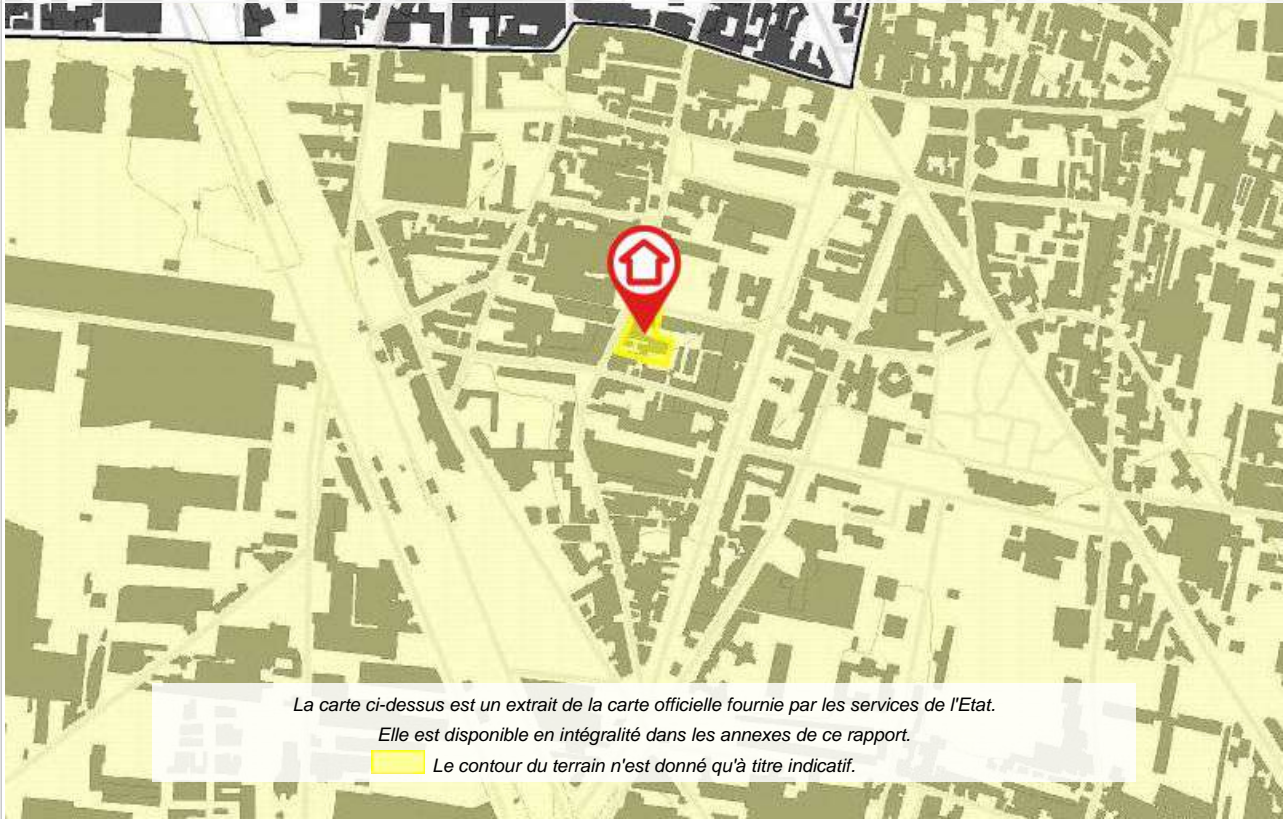 La carte ci-dessus est un extrait de la carte officielle fournie par les services de l'Etat.
Elle est disponible en intégralité dans les annexes de ce rapport.
Le contour du terrain n'est donné qu'à titre indicatif.